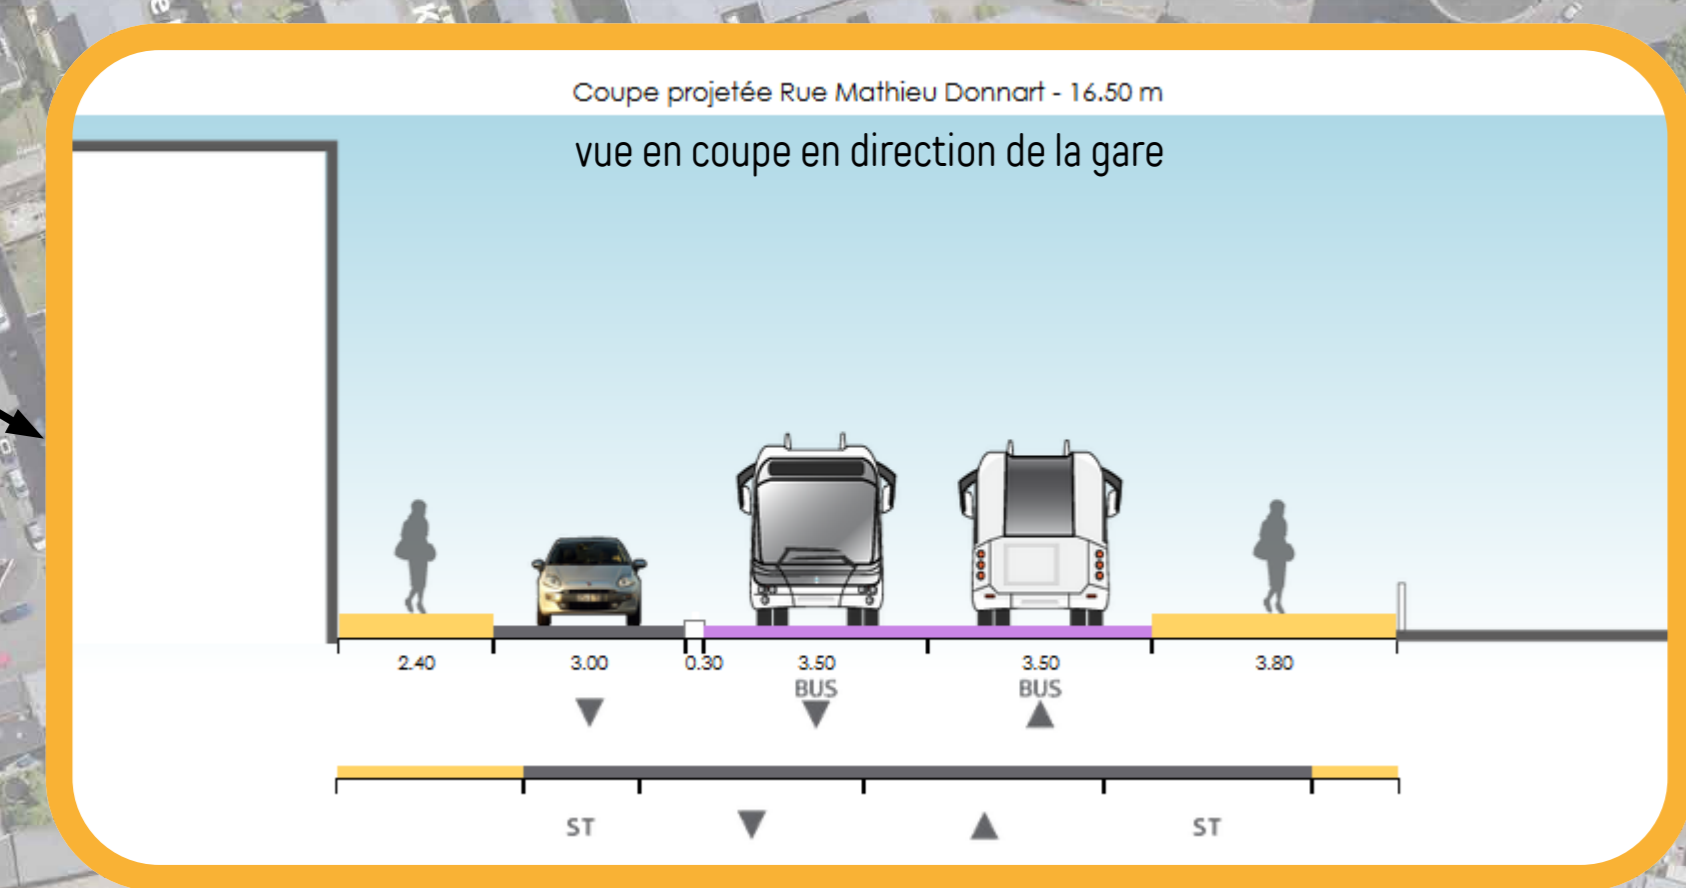 Coupe projetée Rue Mathieu Donnart - 16.50 m
vue en coupe en direction de la gare
2.40 3.00 0.30 3.50 3.50 3.80
BUS BUS
ST ST